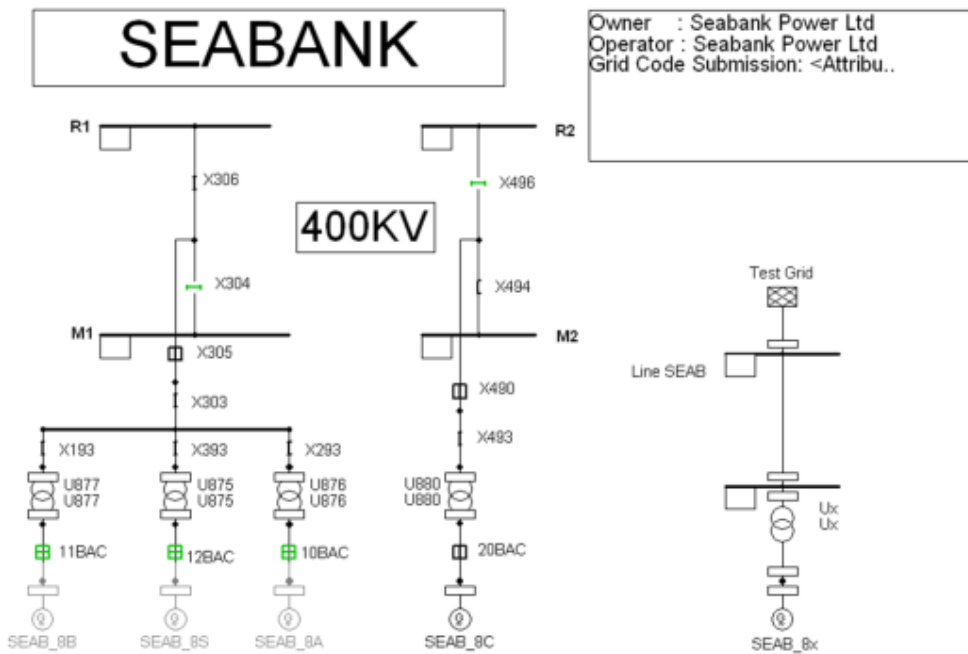 SEABANK
Owner : Seabank Power Ltd
Operator : Seabank Power Ltd
Grid Code Submission: <Attribu..
R1
R2
X306
X496
400KV
X304
X494
Test Grid
M1
M2
X305
Line SEAB
X303
X490
X193
X393
X293
X493
U877
U877
U875
U875
U876
U876
U880
U880
Ux
Ux
11BAC
12BAC
10BAC
20BAC
SEAB_8B
SEAB_8S
SEAB_8A
SEAB_8C
SEAB_8x